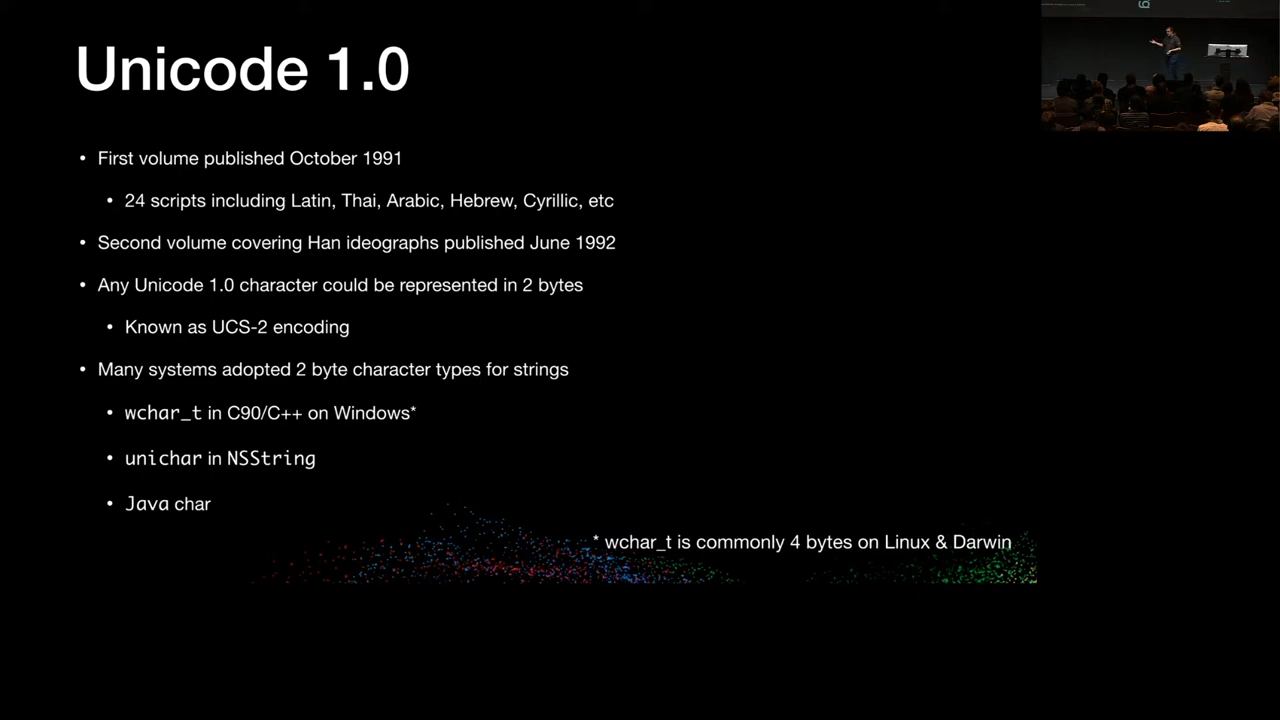 Unicode 1.0
• First volume published October 1991
• 24 scripts including Latin, Thai, Arabic, Hebrew, Cyrillic, etc
• Second volume covering Han ideographs published June 1992
• Any Unicode 1.0 character could be represented in 2 bytes
• Known as UCS-2 encoding
• Many systems adopted 2 byte character types for strings
• wchar_t in C90/C++ on Windows*
• unichar in NSString
• Java char
* wchar_t is commonly 4 bytes on Linux & Darwin